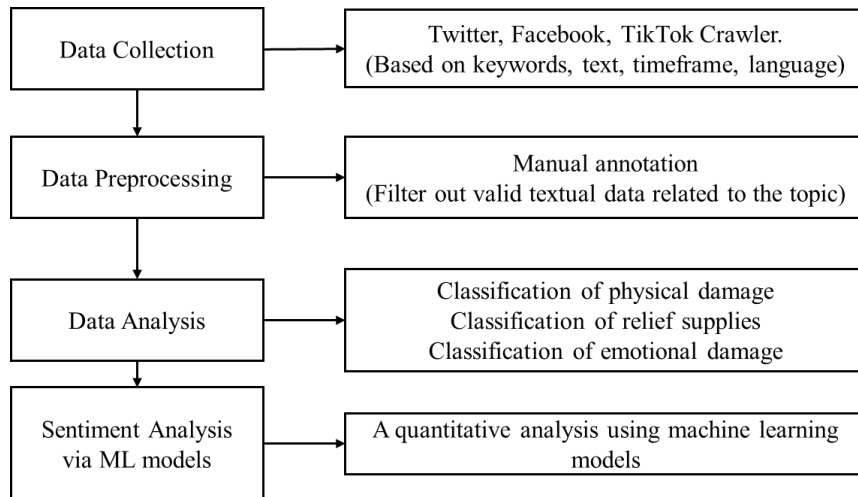 Data Collection
Twitter, Facebook, TikTok Crawler.
(Based on keywords, text, timeframe, language)
Data Preprocessing
Manual annotation
(Filter out valid textual data related to the topic)
Data Analysis
Classification of physical damage
Classification of relief supplies
Classification of emotional damage
Sentiment Analysis
via ML models
A quantitative analysis using machine learning
models